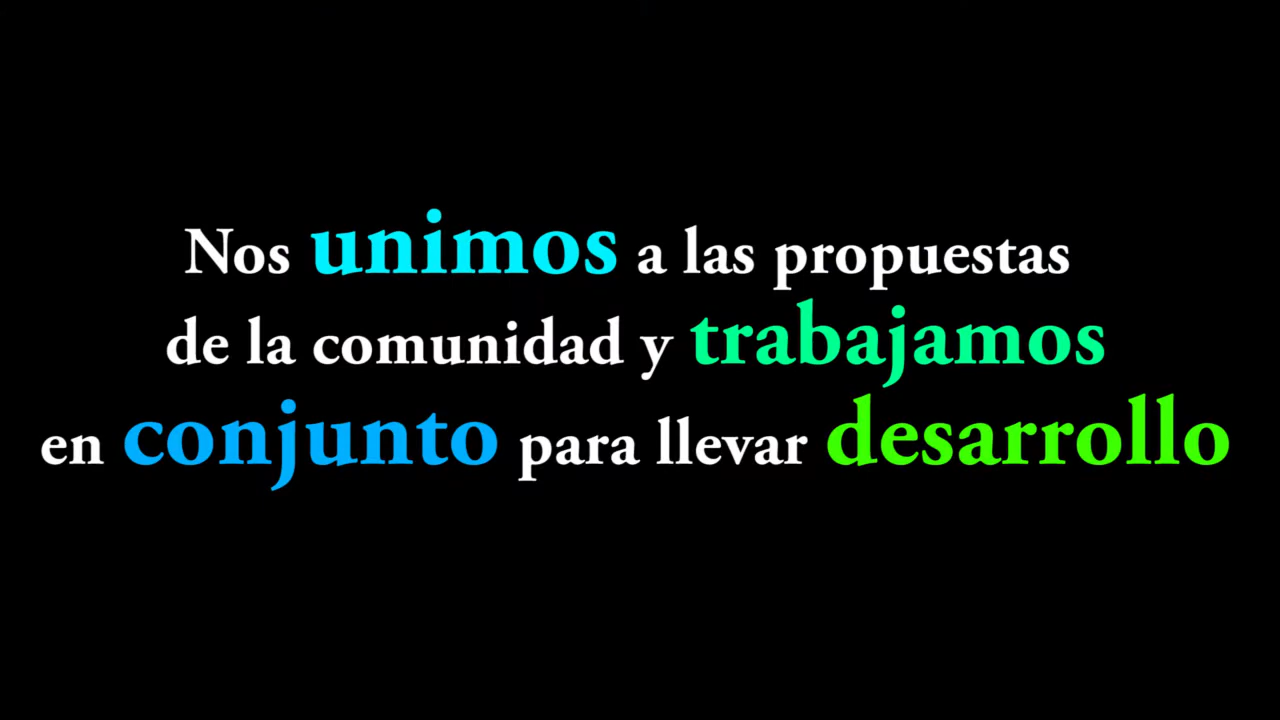 Nos unimos a las propuestas
de la comunidad y trabajamos
en conjunto para llevar desarrollo